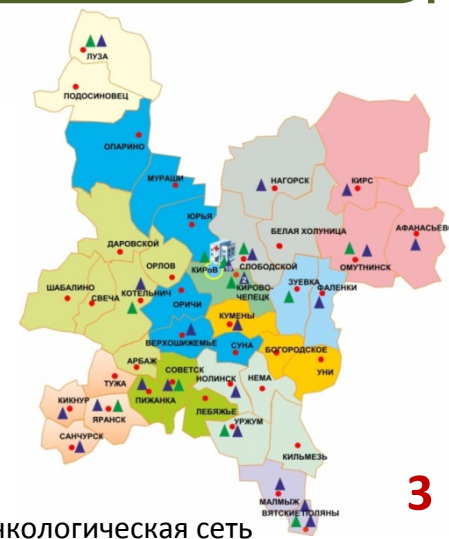 ЛУЗА
ПОДОСИНОВЕЦ
ОПАРИНО
МУРАШИ
НАГОРСК
КИРС
ЮРЬЯ
БЕЛАЯ ХОЛУНИЦА
АФАНАСЬЕВО
ДАРОВСКОЙ
СЛОБОДСКОЙ
ОМУТНИНСК
КИРоВ
ОРЛОВ
КИРОВО-
ЧЕПЕЦК
ЗУЕВКА
ФАЛЕНКИ
ШАБАЛИНО
СВЕЧА
КОТЕЛЬНИЧ
ОРИЧИ
КУМЕНЫ
ВЕРХОШИЖЕМЬЕ
СУНА
БОГОРОДСКОЕ
УНИ
АРБАЖ
СОВЕТСК
НОЛИНСК
НЕМА
ТУЖА
ПИЖАНКА
КИКНУР
ЯРАНСК
ЛЕБЯЖЬЕ
УРЖУМ
САНЧУРСК
КИЛЬМЕЗЬ
МАЛМЫЖ
ВЯТСКИЕ ПОЛЯНЫ
3
нкологическая сеть